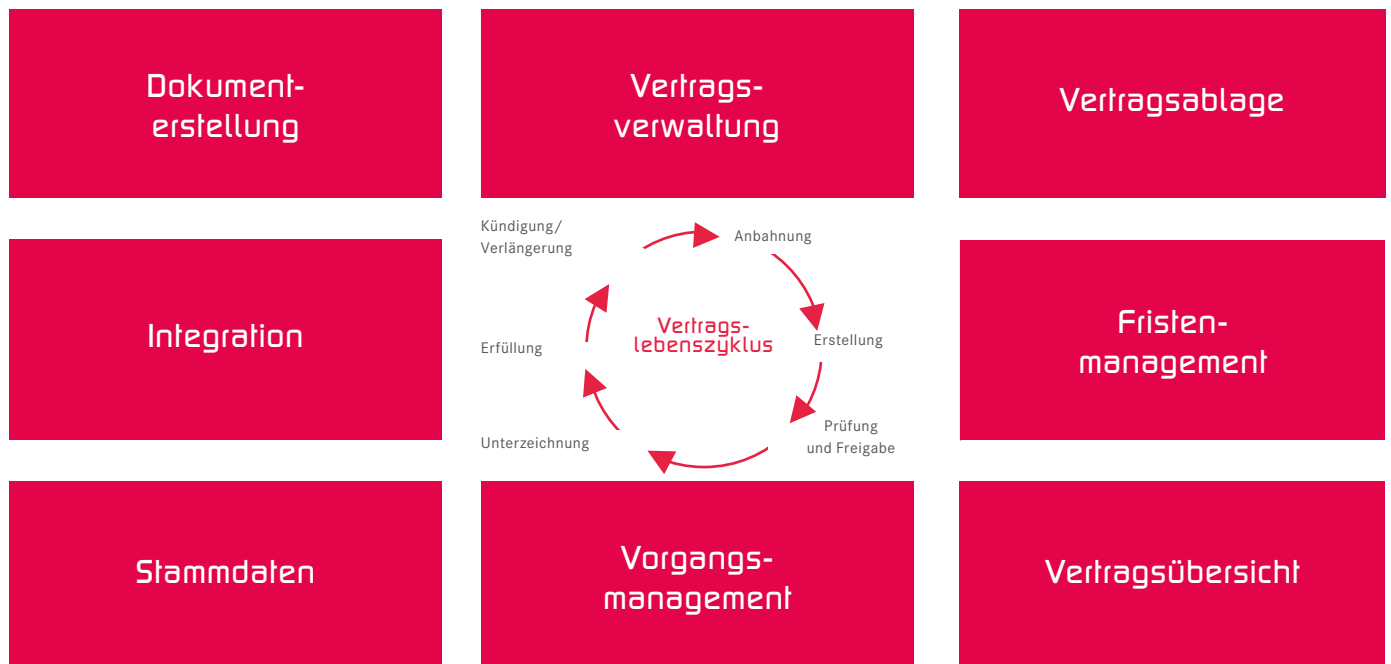 Dokument-
erstellung
Vertrags-
verwaltung
Vertragsablage
Kündigung/
Verlängerung
Anbahnung
Integration
Vertrags-
lebenszyklus
Erfüllung
Erstellung
Fristen-
management
Unterzeichnung
Prüfung
und Freigabe
Stammdaten
Vorgangs-
management
Vertragsübersicht